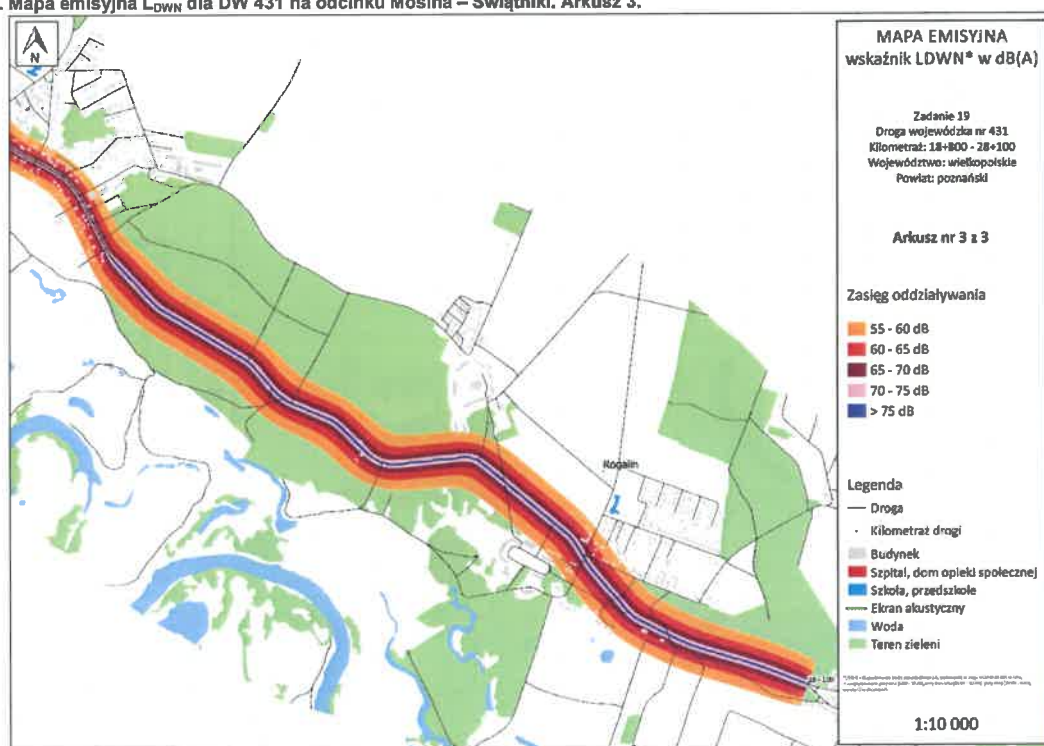 . Mapa emisyjna LDWN dla DW 431 na odcinku Mosina – Świątniki. Arkusz 3.
N
MAPA EMISYJNA
wskaźnik LDWN* w dB(A)
Zadanie 19
Droga wojewódzka nr 431
Kilometraż: 18+800 - 28+100
Województwo: wielkopolskie
Powiat: poznański
Arkusz nr 3 z 3
Zasięg oddziaływania
55 - 60 dB
60 - 65 dB
65 - 70 dB
70 - 75 dB
> 75 dB
Rogalin
Legenda
Droga
Kilometraż drogi
Budynek
Szpital, dom opieki społecznej
Szkoła, przedszkole
Ekran akustyczny
Woda
Teren zieleni
1:10 000